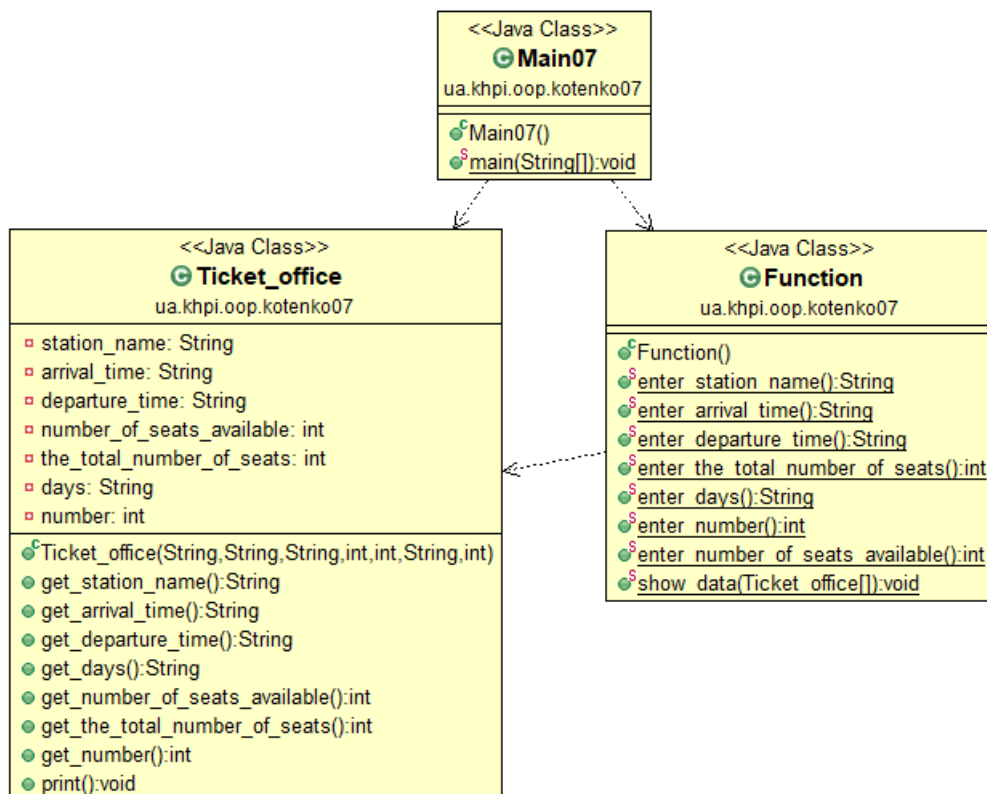 <<Java Class>>
Main07
ua.khpi.oop.kotenko07
Main07()
main(String[]):void
<<Java Class>>
Ticket_office
ua.khpi.oop.kotenko07
station_name: String
arrival_time: String
departure_time: String
number_of_seats_available: int
the_total_number_of_seats: int
days: String
number: int
Ticket_office(String,String,String,int,int,String,int)
get_station_name():String
get_arrival_time():String
get_departure_time():String
get_days():String
get_number_of_seats_available():int
get_the_total_number_of_seats():int
get_number():int
print():void
<<Java Class>>
Function
ua.khpi.oop.kotenko07
Function()
enter_station_name():String
enter_arrival_time():String
enter_departure_time():String
enter_the_total_number_of_seats():int
enter_days():String
enter_number():int
enter_number_of_seats_available():int
show_data(Ticket_office[]):void